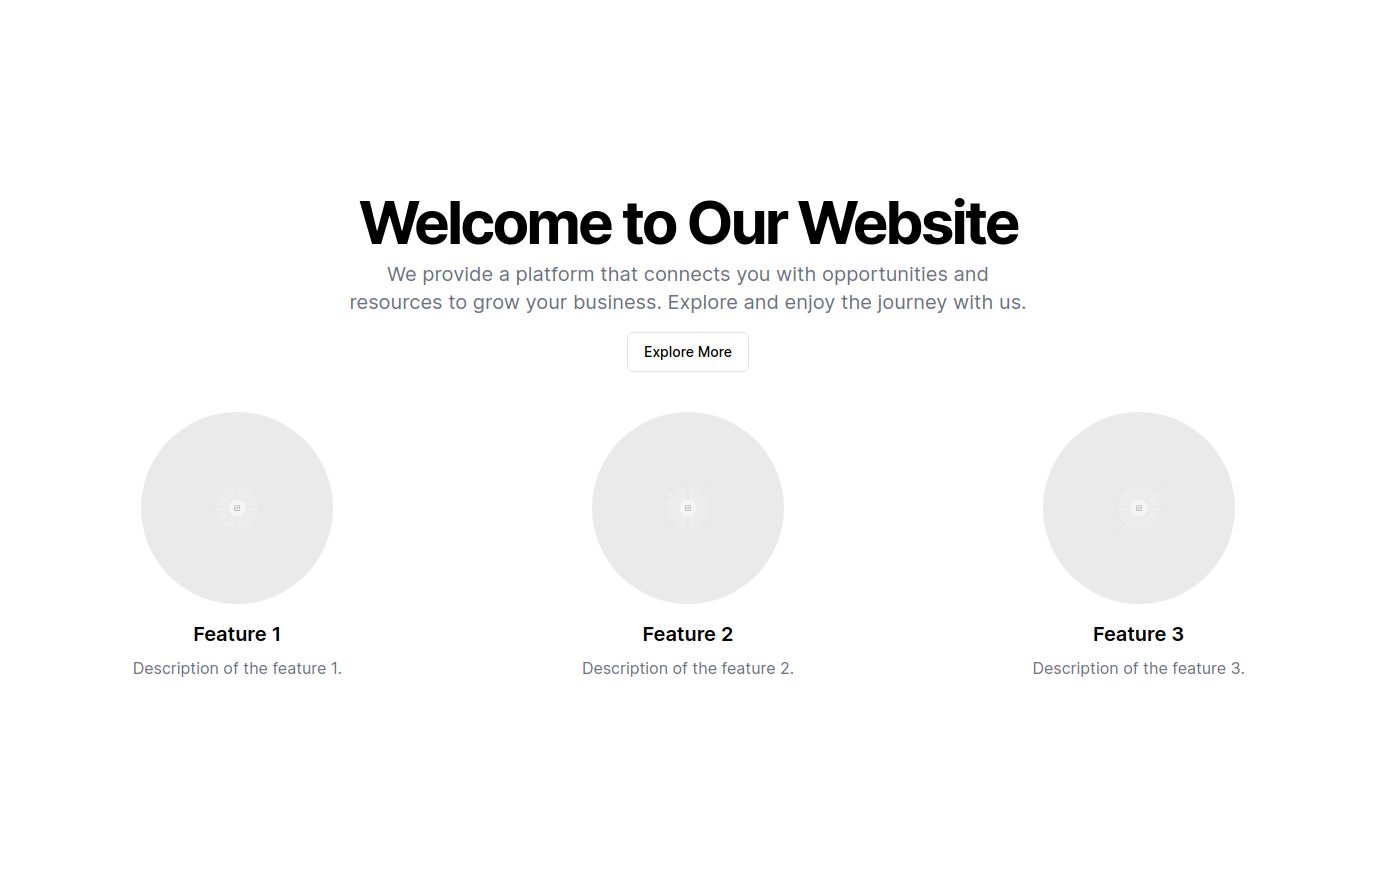 Welcome to Our Website
We provide a platform that connects you with opportunities and
resources to grow your business. Explore and enjoy the journey with us.
Explore More
Feature 1
Description of the feature 1.
Feature 2
Description of the feature 2.
Feature 3
Description of the feature 3.